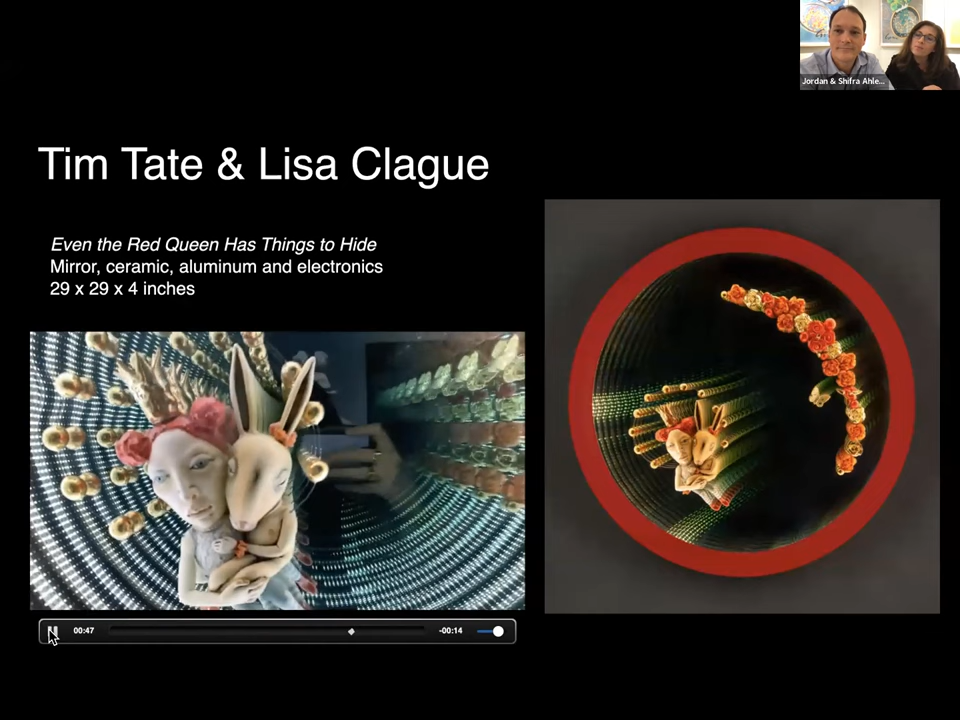 Jordan & Shifra Ahle...
Tim Tate & Lisa Clague
Even the Red Queen Has Things to Hide
Mirror, ceramic, aluminum and electronics
29 x 29 x 4 inches
00:47
-00:14